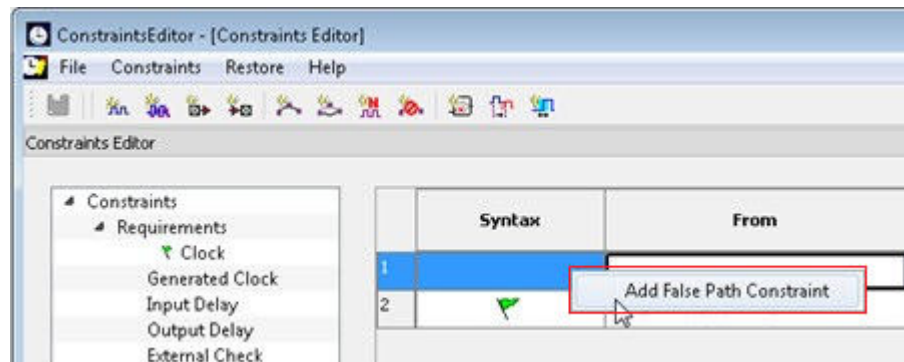 ConstraintsEditor - [Constraints Editor]
File Constraints Restore Help
Constraints Editor
Constraints
Requirements
Clock
Generated Clock
Input Delay
Output Delay
External Check
Syntax From
1
Add False Path Constraint
2